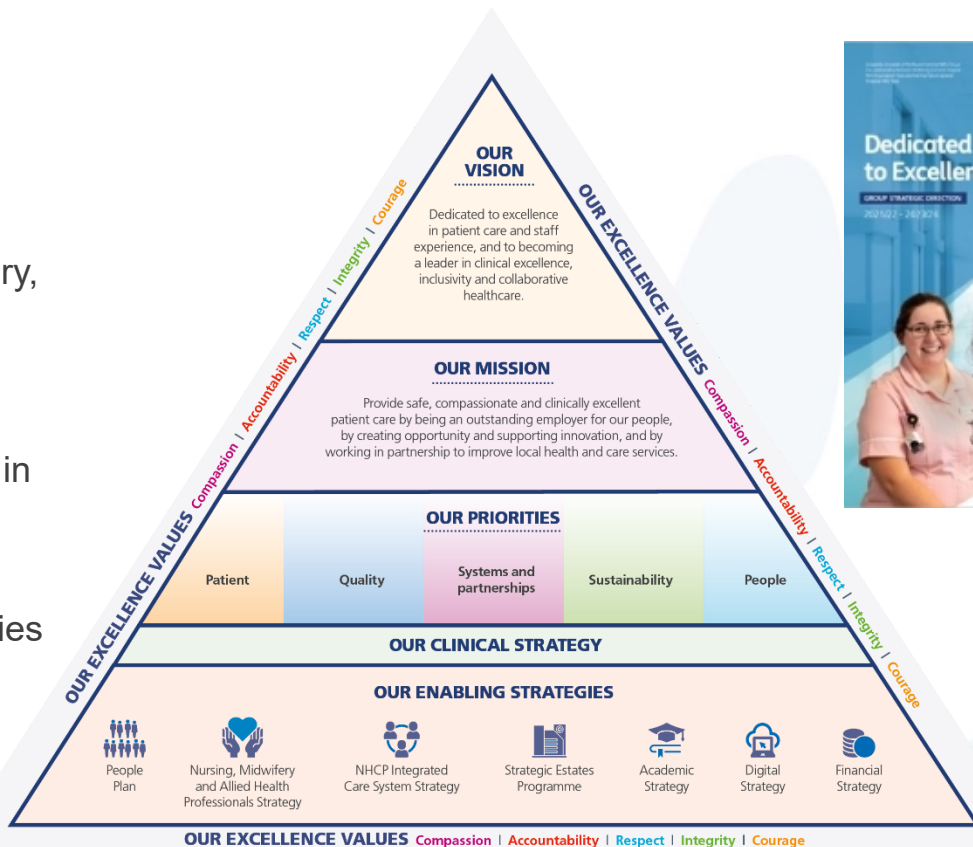 ry,
in
ies
OUR
VISION
Dedicated to excellence
in patient care and staff
experience, and to becoming
a leader in clinical excellence,
inclusivity and collaborative
healthcare.
OUR MISSION
Provide safe, compassionate and clinically excellent
patient care by being an outstanding employer for our people,
by creating opportunity and supporting innovation, and by
working in partnership to improve local health and care services.
OUR PRIORITIES
Patient
Quality
Systems and
partnerships
Sustainability
People
OUR CLINICAL STRATEGY
OUR ENABLING STRATEGIES
People
Plan
Nursing, Midwifery
and Allied Health
Professionals Strategy
NHCP Integrated
Care System Strategy
Strategic Estates
Programme
Academic
Strategy
Digital
Strategy
Financial
Strategy
OUR EXCELLENCE VALUES Compassion | Accountability | Respect | Integrity | Courage
OUR EXCELLENCE VALUES Compassion | Accountability | Respect | Integrity | Courage
OUR EXCELLENCE VALUES Compassion | Accountability | Respect | Integrity | Courage
Dedicated
to Excellen
GROUP STRATEGIC DIRECTION